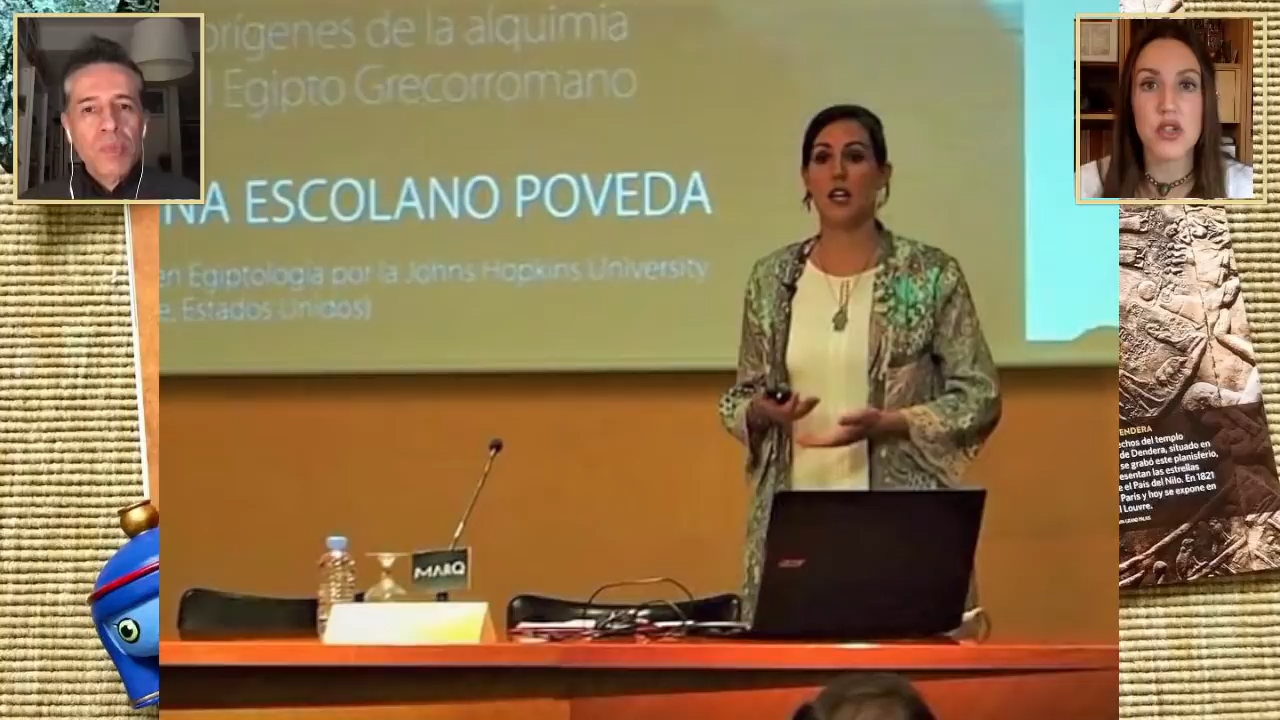 orígenes de la alquimia
l Egipto Grecorromano
NA ESCOLANO POVEDA
en Egiptología por la Johns Hopkins University
e, Estados Unidos)
MARQ
acer
ENDERA
echos del templo
de Dendera, situado en
se grabó este planisferio,
esentan las estrellas
e el País del Nilo. En 1821
París y hoy se expone en
l Louvre.